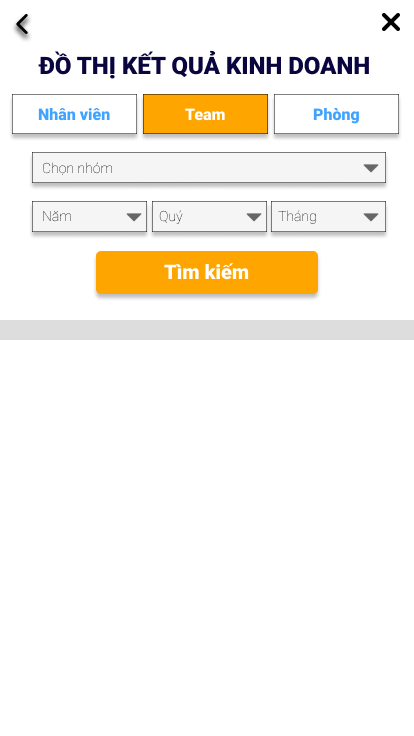 ĐỒ THỊ KẾT QUẢ KINH DOANH
Nhân viên Team Phòng
Chọn nhóm
Năm Quý Tháng
Tìm kiếm